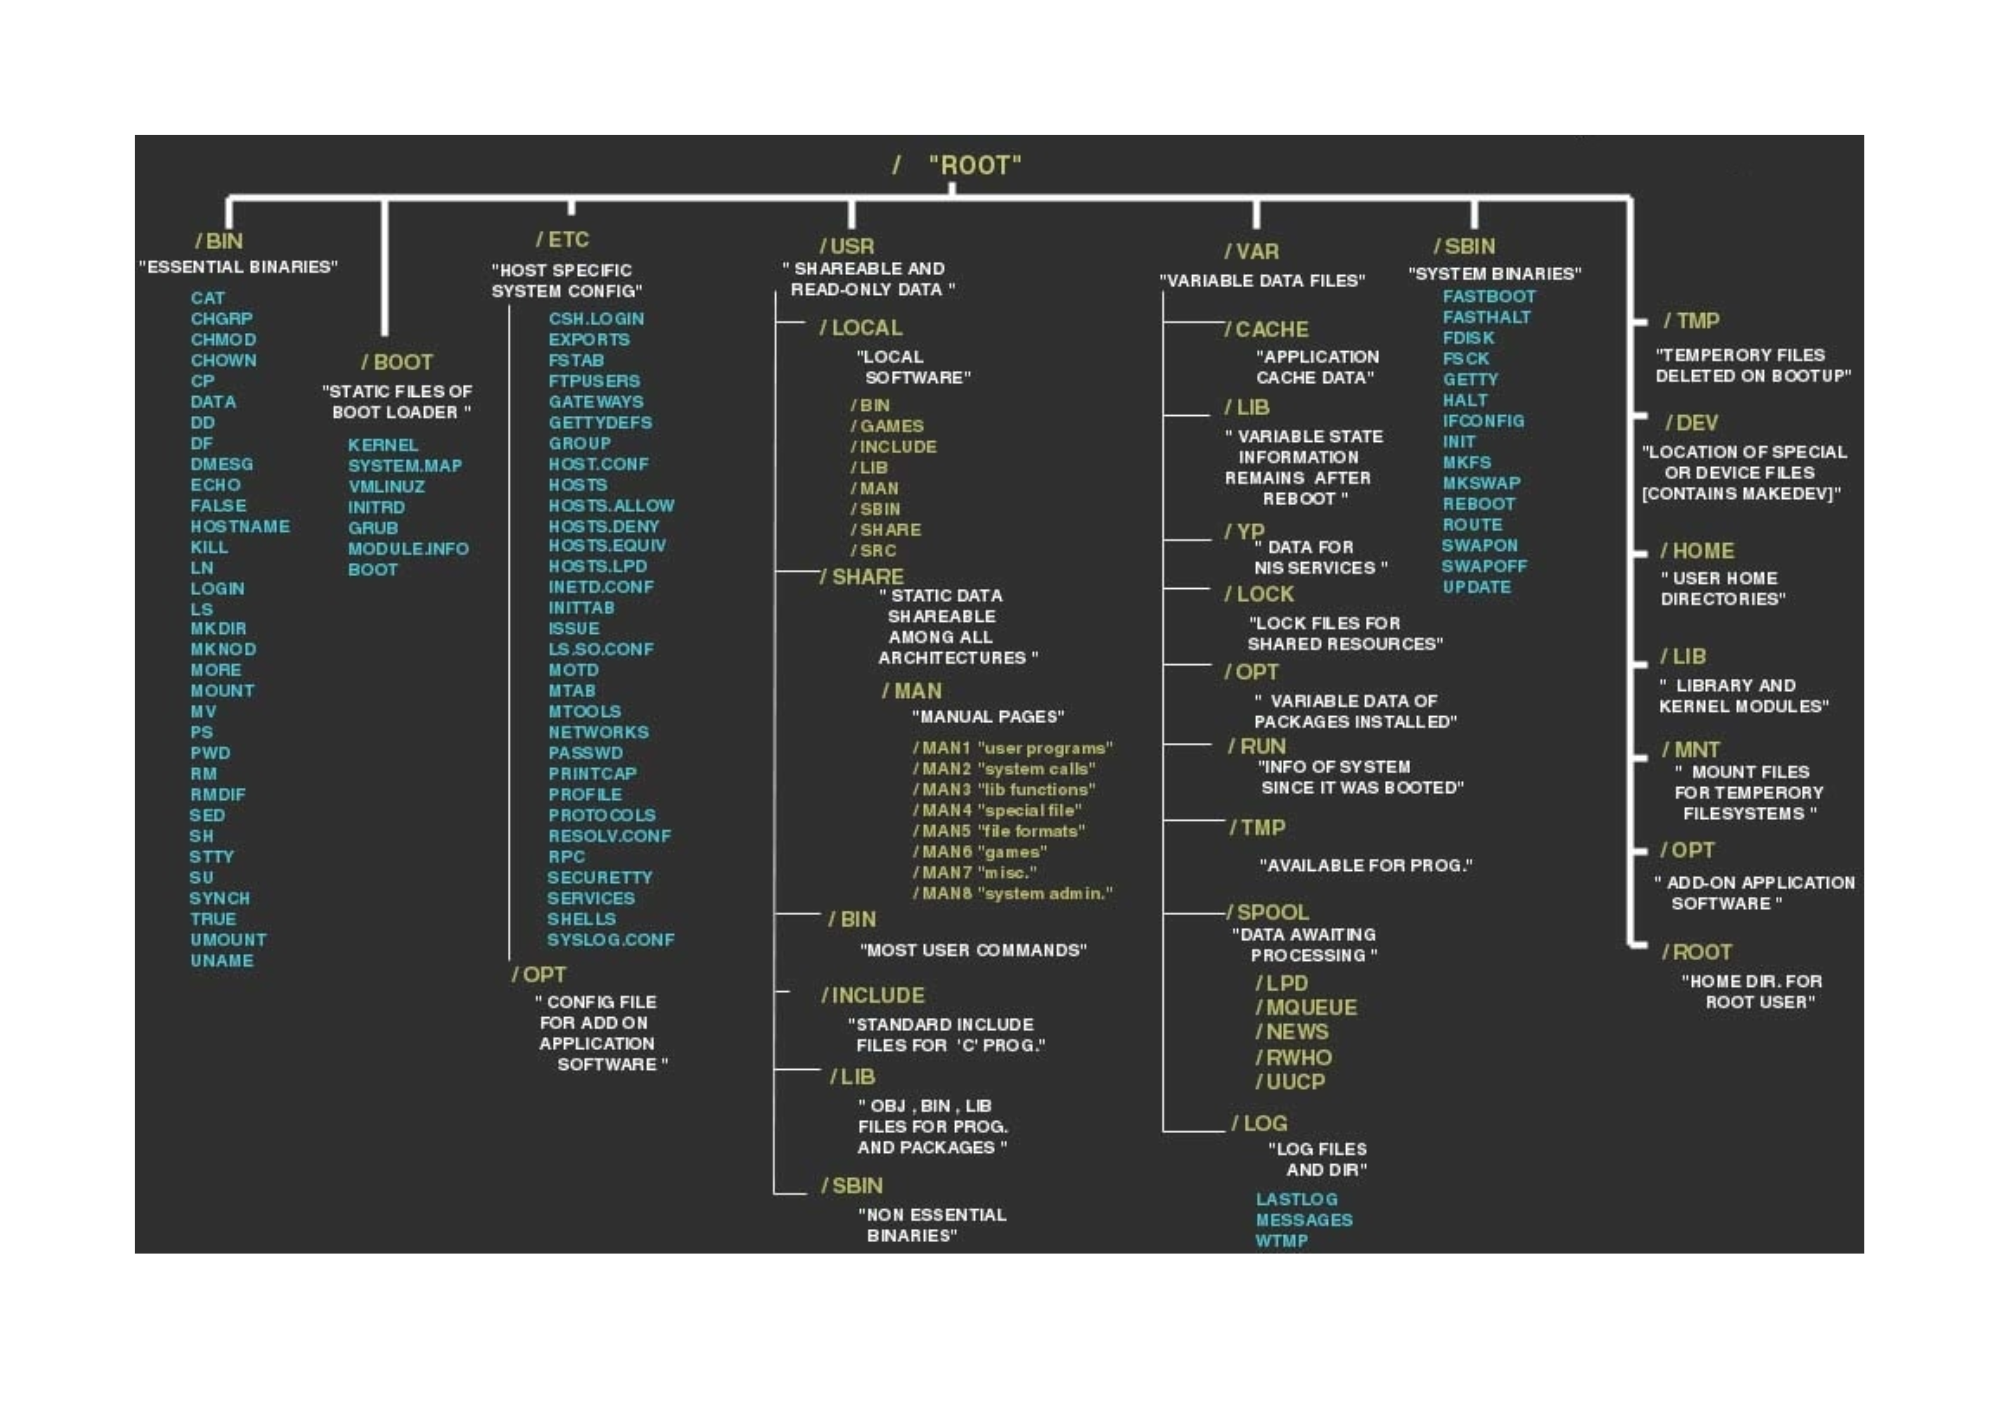 / "ROOT"
/BIN
"ESSENTIAL BINARIES"
CAT
CHGRP
CHMOD
CHOWN
CP
DATA
DD
DF
DMESG
ECHO
FALSE
HOSTNAME
KILL
LN
LOGIN
LS
MKDIR
MKNOD
MORE
MOUNT
MV
PS
PWD
RM
RMDIF
SED
SH
STTY
SU
SYNCH
TRUE
UMOUNT
UNAME
/BOOT
"STATIC FILES OF
BOOT LOADER "
KERNEL
SYSTEM.MAP
VMLINUZ
INITRD
GRUB
MODULE.INFO
BOOT
/ETC
"HOST SPECIFIC
SYSTEM CONFIG"
CSH.LOGIN
EXPORTS
FSTAB
FTPUSERS
GATEWAYS
GETTYDEFS
GROUP
HOST.CONF
HOSTS
HOSTS.ALLOW
HOSTS.DENY
HOSTS.EQUIV
HOSTS.LPD
INETD.CONF
INITTAB
ISSUE
LS.SO.CONF
MOTD
MTAB
MTOOLS
NETWORKS
PASSWD
PRINTCAP
PROFILE
PROTOCOLS
RESOLV.CONF
RPC
SECURETTY
SERVICES
SHELLS
SYSLOG.CONF
/OPT
" CONFIG FILE
FOR ADD ON
APPLICATION
SOFTWARE "
/USR
" SHAREABLE AND
READ-ONLY DATA "
/LOCAL
"LOCAL
SOFTWARE"
/BIN
/GAMES
/INCLUDE
/LIB
/MAN
/SBIN
/SHARE
/SRC
/SHARE
" STATIC DATA
SHAREABLE
AMONG ALL
ARCHITECTURES "
/MAN
"MANUAL PAGES"
/MAN1 "user programs"
/MAN2 "system calls"
/MAN3 "lib functions"
/MAN4 "special file"
/MAN5 "file formats"
/MAN6 "games"
/MAN7 "misc."
/MAN8 "system admin."
/BIN
"MOST USER COMMANDS"
/INCLUDE
"STANDARD INCLUDE
FILES FOR 'C' PROG."
/LIB
" OBJ , BIN , LIB
FILES FOR PROG.
AND PACKAGES "
/SBIN
"NON ESSENTIAL
BINARIES"
/VAR
"VARIABLE DATA FILES"
/CACHE
"APPLICATION
CACHE DATA"
/LIB
" VARIABLE STATE
INFORMATION
REMAINS AFTER
REBOOT "
/YP
" DATA FOR
NIS SERVICES "
/LOCK
"LOCK FILES FOR
SHARED RESOURCES"
/OPT
" VARIABLE DATA OF
PACKAGES INSTALLED"
/RUN
"INFO OF SYSTEM
SINCE IT WAS BOOTED"
/TMP
"AVAILABLE FOR PROG."
/SPOOL
"DATA AWAITING
PROCESSING "
/LPD
/MQUEUE
/NEWS
/RWHO
/UUCP
/LOG
"LOG FILES
AND DIR"
LASTLOG
MESSAGES
WTMP
/SBIN
"SYSTEM BINARIES"
FASTBOOT
FASTHALT
FDISK
FSCK
GETTY
HALT
IFCONFIG
INIT
MKFS
MKSWAP
REBOOT
ROUTE
SWAPON
SWAPOFF
UPDATE
/TMP
"TEMPERORY FILES
DELETED ON BOOTUP"
/DEV
"LOCATION OF SPECIAL
OR DEVICE FILES
[CONTAINS MAKEDEV]"
/HOME
" USER HOME
DIRECTORIES"
/LIB
" LIBRARY AND
KERNEL MODULES"
/MNT
" MOUNT FILES
FOR TEMPERORY
FILESYSTEMS "
/OPT
" ADD-ON APPLICATION
SOFTWARE "
/ROOT
"HOME DIR. FOR
ROOT USER"